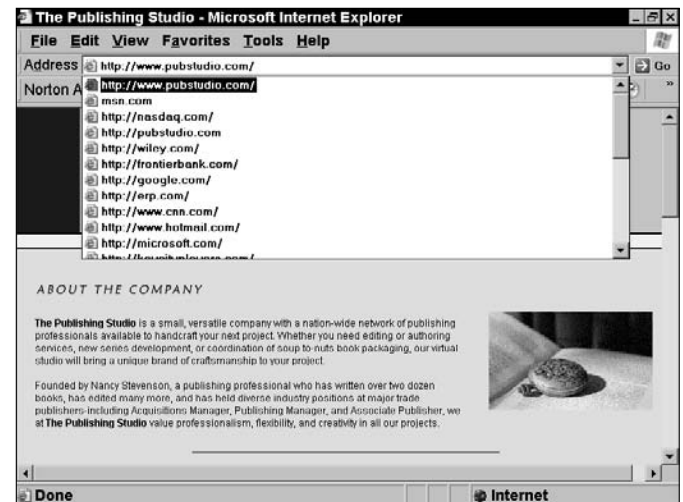 The Publishing Studio - Microsoft Internet Explorer
File Edit View Favorites Tools Help
Address http://www.pubstudio.com/ Go
Norton A
http://www.pubstudio.com/
msn.com
http://nasdaq.com/
http://pubstudio.com
http://wiley.com/
http://frontierbank.com/
http://google.com/
http://erp.com/
http://www.cnn.com/
http://www.hotmail.com/
http://microsoft.com/
ABOUT THE COMPANY
The Publishing Studio is a small, versatile company with a nation-wide network of publishing
professionals available to handcraft your next project. Whether you need editing or authoring
services, new series development, or coordination of soup to-nuts book packaging, our virtual
studio will bring a unique brand of craftsmanship to your project.
Founded by Nancy Stevenson, a publishing professional who has written over two dozen
books, has edited many more, and has held diverse industry positions at major trade
publishers-including Acquisitions Manager, Publishing Manager, and Associate Publisher, we
at The Publishing Studio value professionalism, flexibility, and creativity in all our projects.
Done Internet